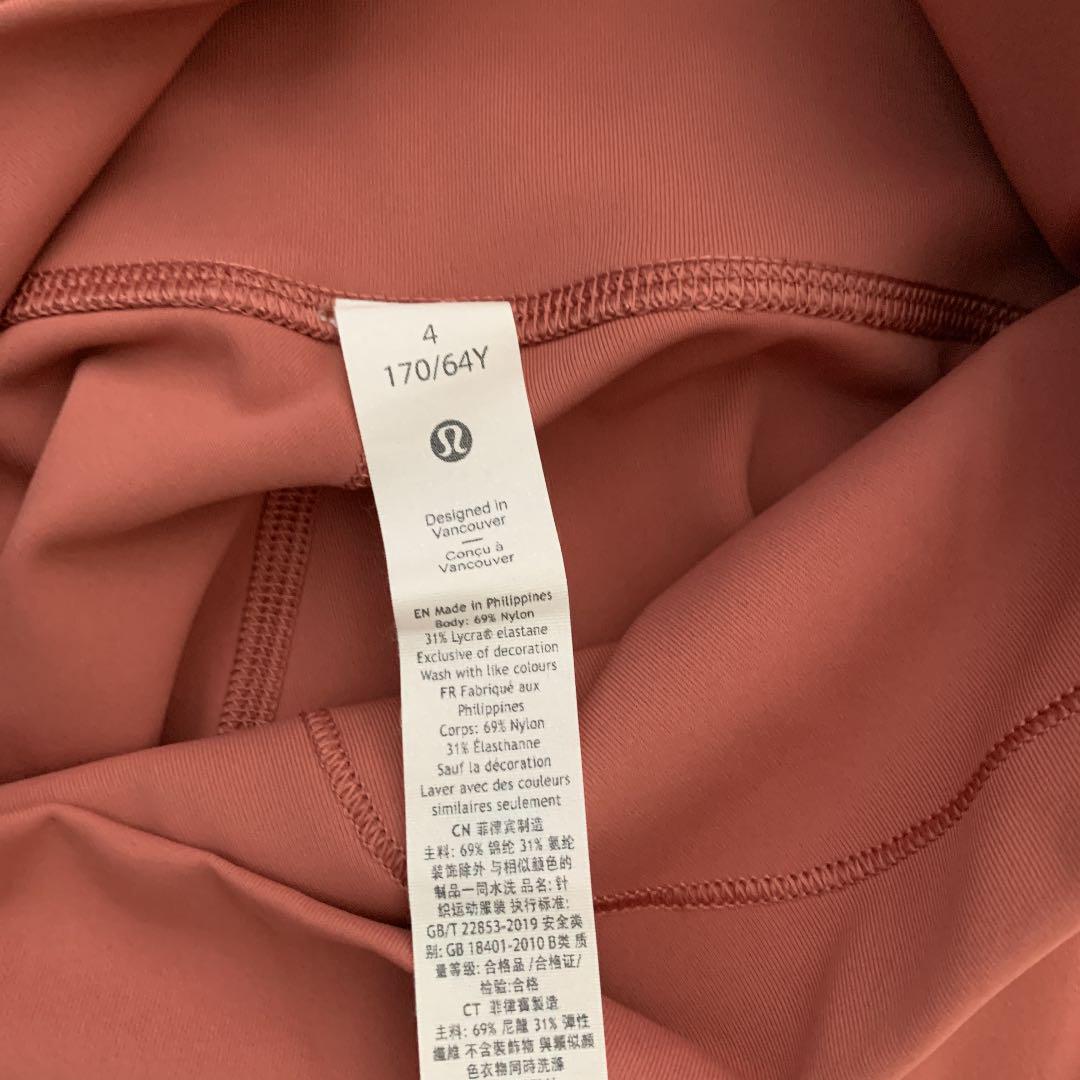 4
170/64Y
Designed in
Vancouver
Conçu à
Vancouver
EN Made in Philippines
Body: 69% Nylon
31% Lycra® elastane
Exclusive of decoration
Wash with like colours
FR Fabriqué aux
Philippines
Corps: 69% Nylon
31% Élasthanne
Sauf la décoration
Laver avec des couleurs
similaires seulement
CN 菲律宾制造
主料: 69% 锦纶 31% 氨纶
装饰除外 与相似颜色的
制品一同水洗 品名: 针
织运动服装 执行标准:
GB/T 22853-2019 安全类
别: GB 18401-2010 B类 质
量等级: 合格品 /合格证/
检验:合格
CT 菲律賓製造
主料: 69% 尼龍 31% 彈性
纖維 不含裝飾物 與類似顏
色衣物同時洗滌